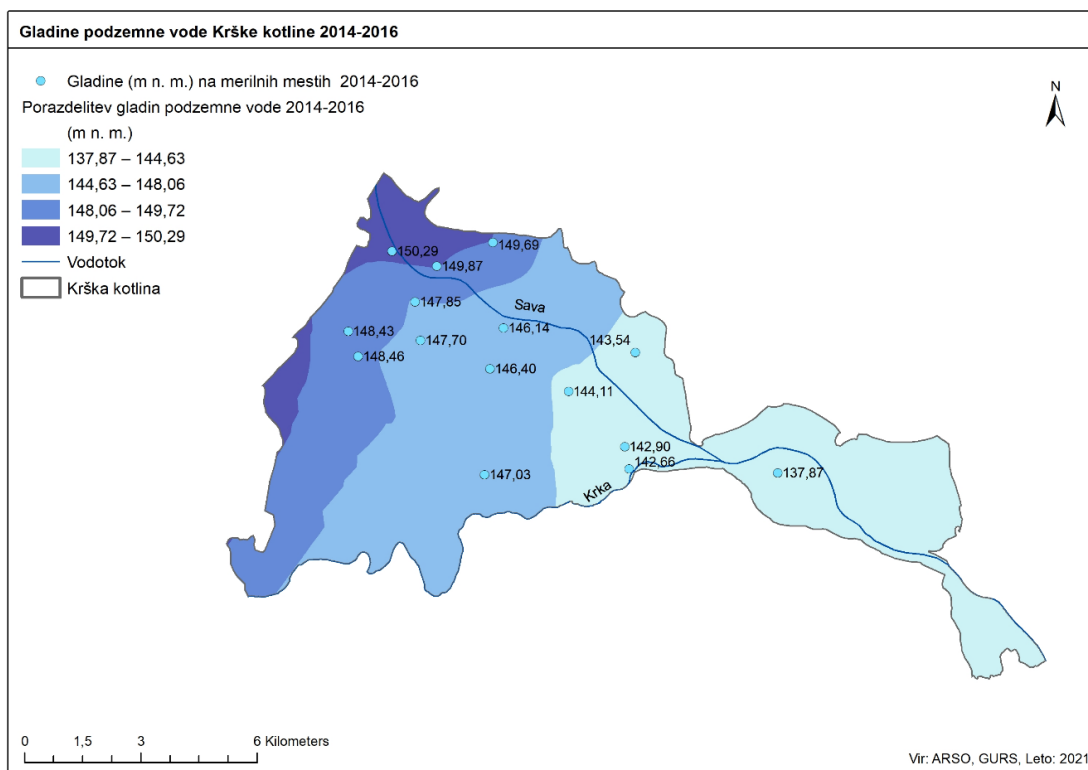 Gladine podzemne vode Krške kotline 2014-2016
Gladine (m n. m.) na merilnih mestih 2014-2016
Porazdelitev gladin podzemne vode 2014-2016
(m n. m.)
137,87 – 144,63
144,63 – 148,06
148,06 – 149,72
149,72 – 150,29
Vodotok
Krška kotlina
N
150,29
149,69
149,87
147,85
Sava
148,43
147,70
146,14
143,54
148,46
146,40
144,11
142,90
142,66
147,03
137,87
Krka
0 1,5 3 6 Kilometers
Vir: ARSO, GURS, Leto: 2021